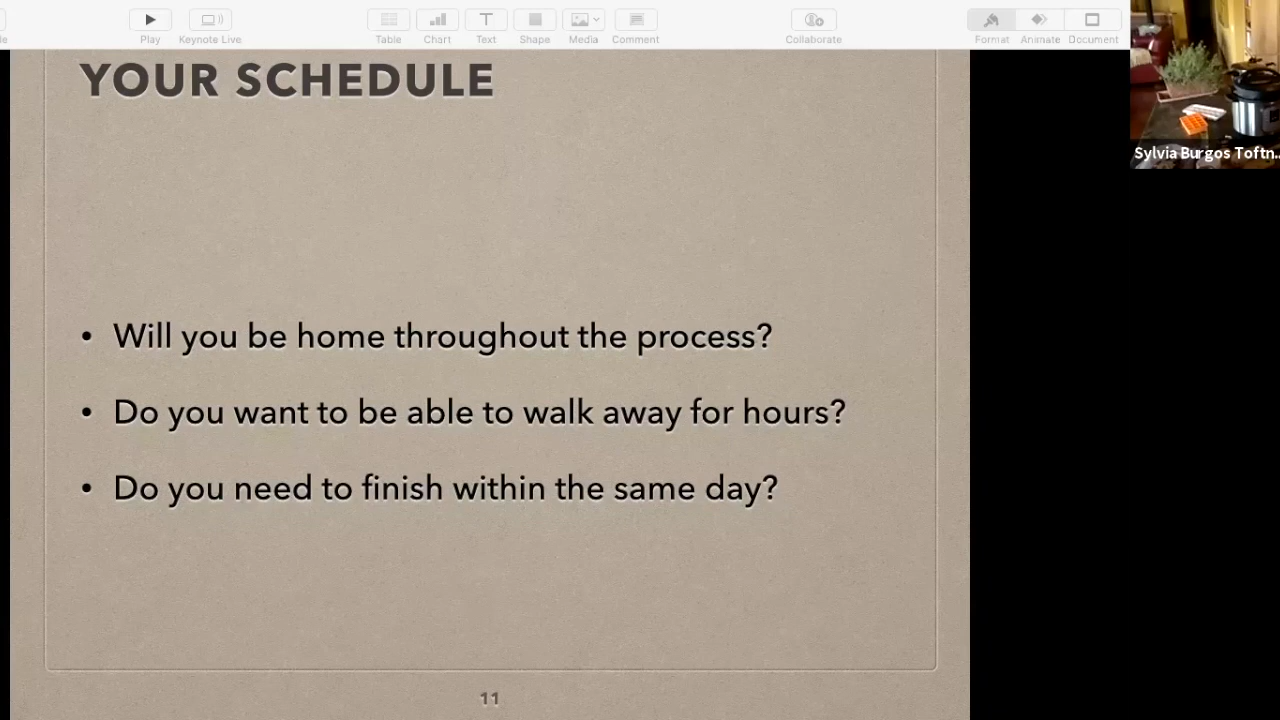 Play
Keynote Live
Table
Chart
Text
Shape
Media
Comment
Collaborate
Format
Animate
Document
YOUR SCHEDULE
Sylvia Burgos Toftn...
• Will you be home throughout the process?
• Do you want to be able to walk away for hours?
• Do you need to finish within the same day?
11